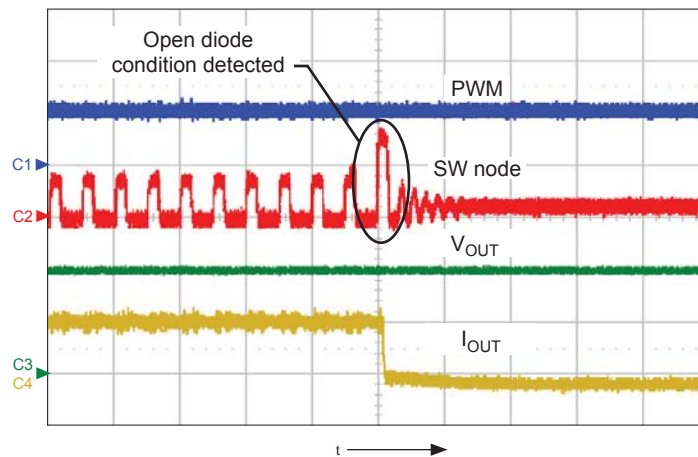 Open diode
condition detected
PWM
C1
SW node
C2
VOUT
IOUT
C3
C4
t